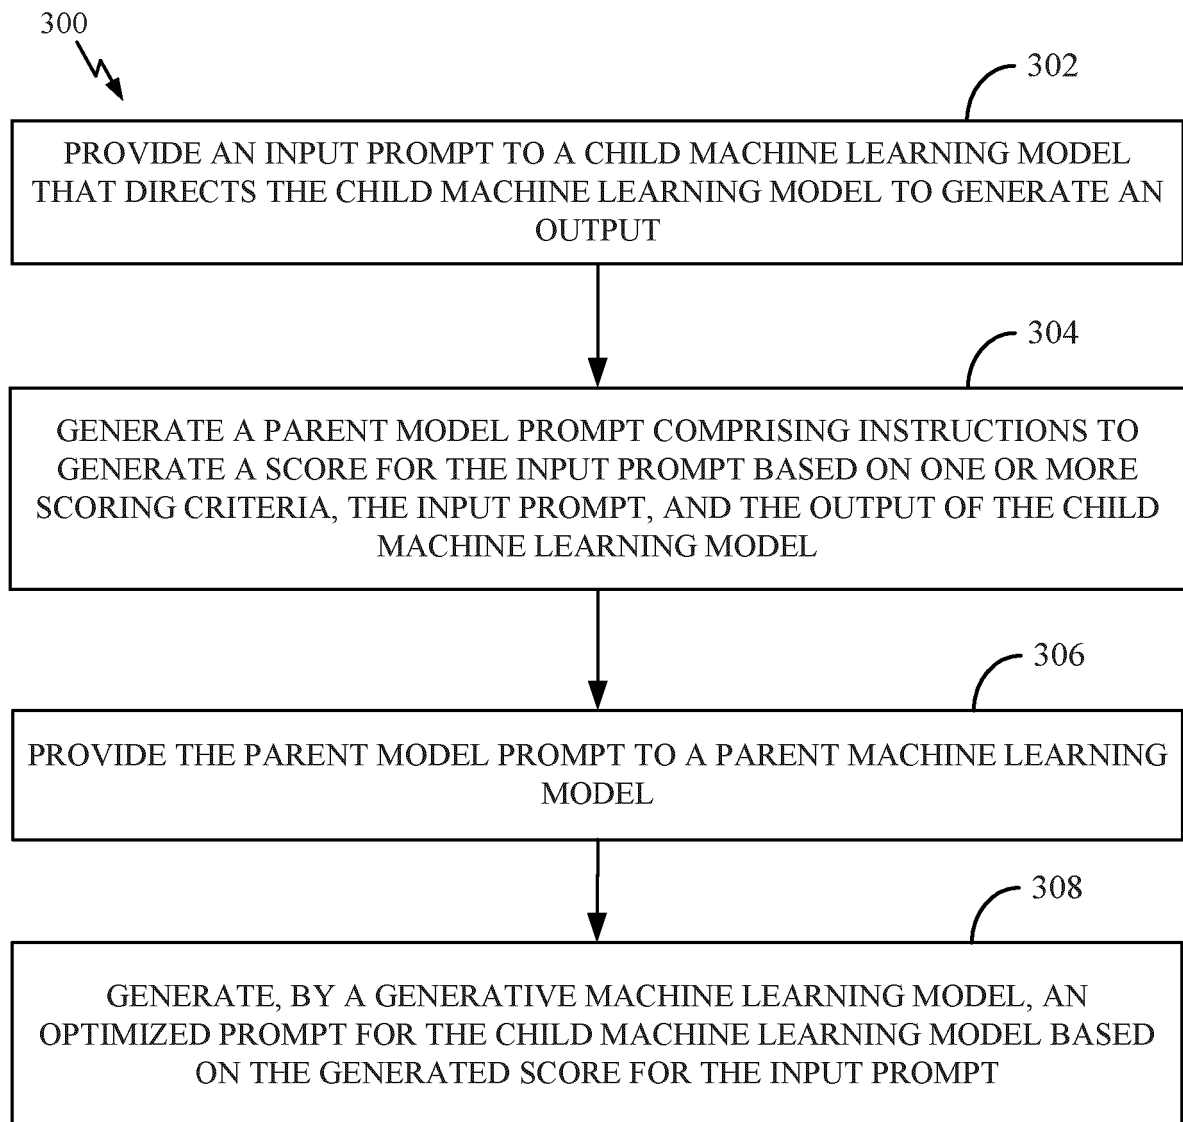 300
302
PROVIDE AN INPUT PROMPT TO A CHILD MACHINE LEARNING MODEL
THAT DIRECTS THE CHILD MACHINE LEARNING MODEL TO GENERATE AN
OUTPUT
304
GENERATE A PARENT MODEL PROMPT COMPRISING INSTRUCTIONS TO
GENERATE A SCORE FOR THE INPUT PROMPT BASED ON ONE OR MORE
SCORING CRITERIA, THE INPUT PROMPT, AND THE OUTPUT OF THE CHILD
MACHINE LEARNING MODEL
306
PROVIDE THE PARENT MODEL PROMPT TO A PARENT MACHINE LEARNING
MODEL
308
GENERATE, BY A GENERATIVE MACHINE LEARNING MODEL, AN
OPTIMIZED PROMPT FOR THE CHILD MACHINE LEARNING MODEL BASED
ON THE GENERATED SCORE FOR THE INPUT PROMPT